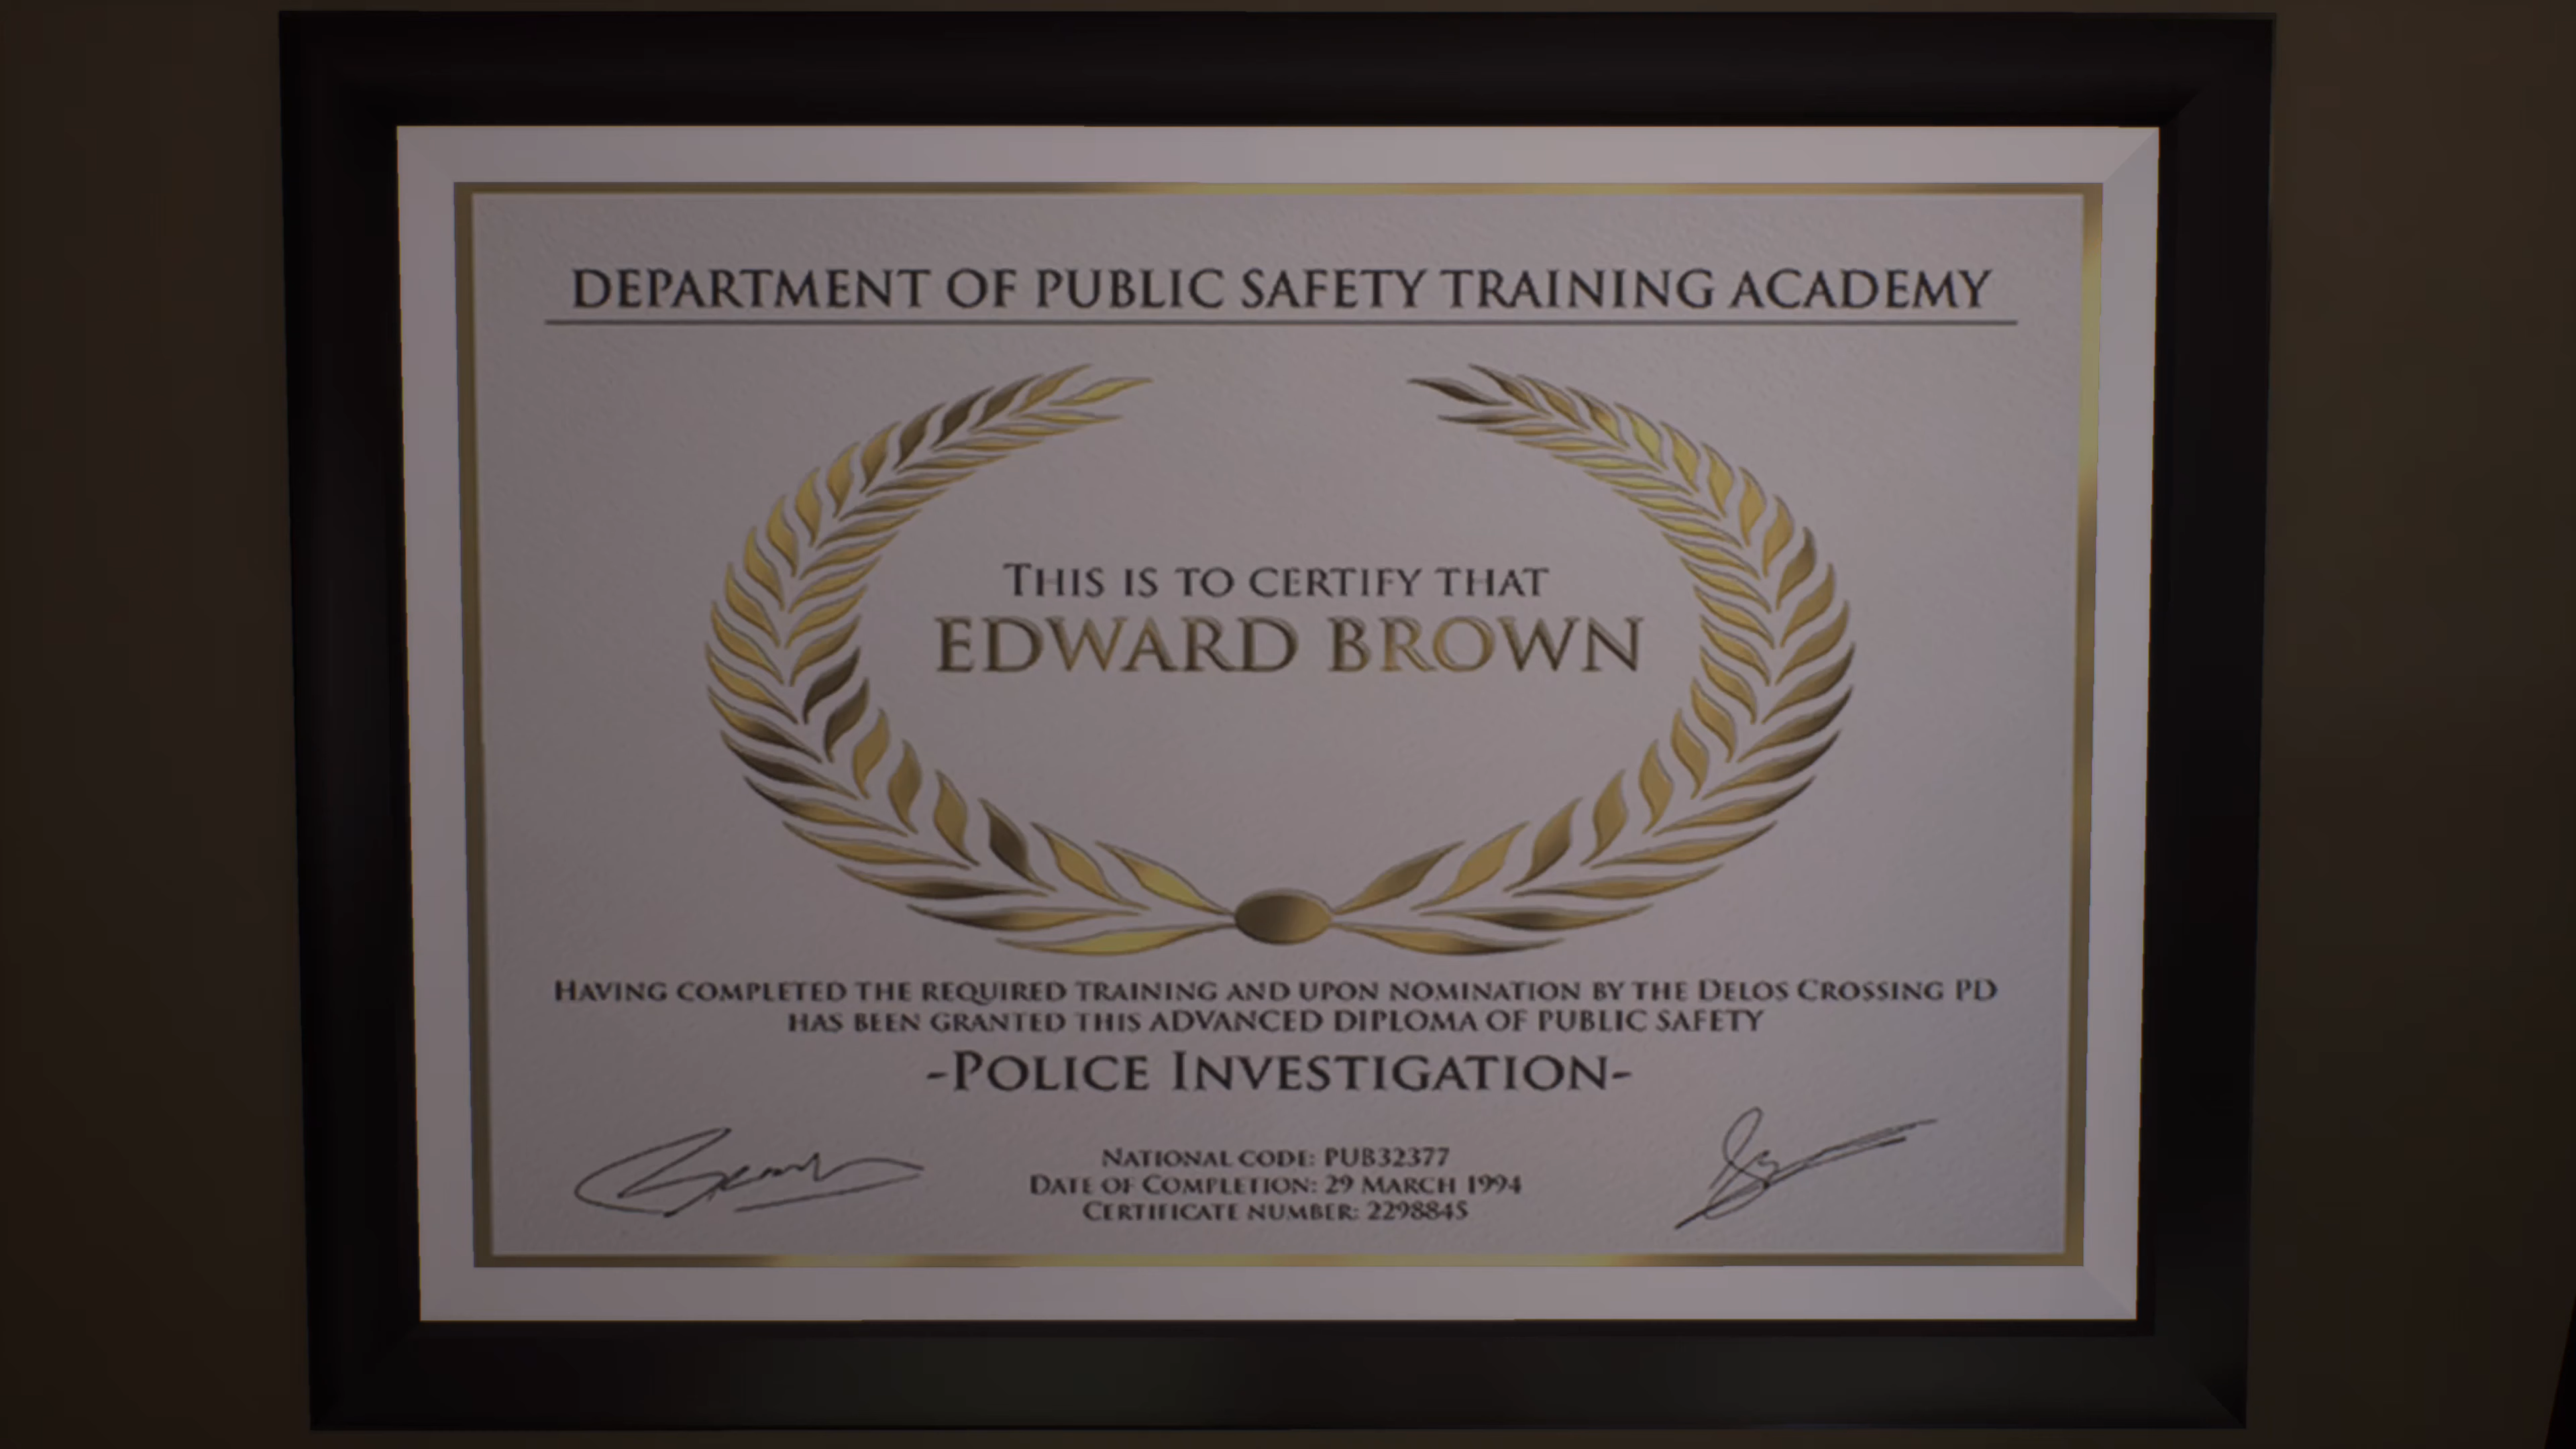 DEPARTMENT OF PUBLIC SAFETY TRAINING ACADEMY
THIS IS TO CERTIFY THAT
EDWARD BROWN
HAVING COMPLETED THE REQUIRED TRAINING AND UPON NOMINATION BY THE DELOS CROSSING PD
HAS BEEN GRANTED THIS ADVANCED DIPLOMA OF PUBLIC SAFETY
-POLICE INVESTIGATION-
NATIONAL CODE: PUB32377
DATE OF COMPLETION: 29 MARCH 1994
CERTIFICATE NUMBER: 2298845